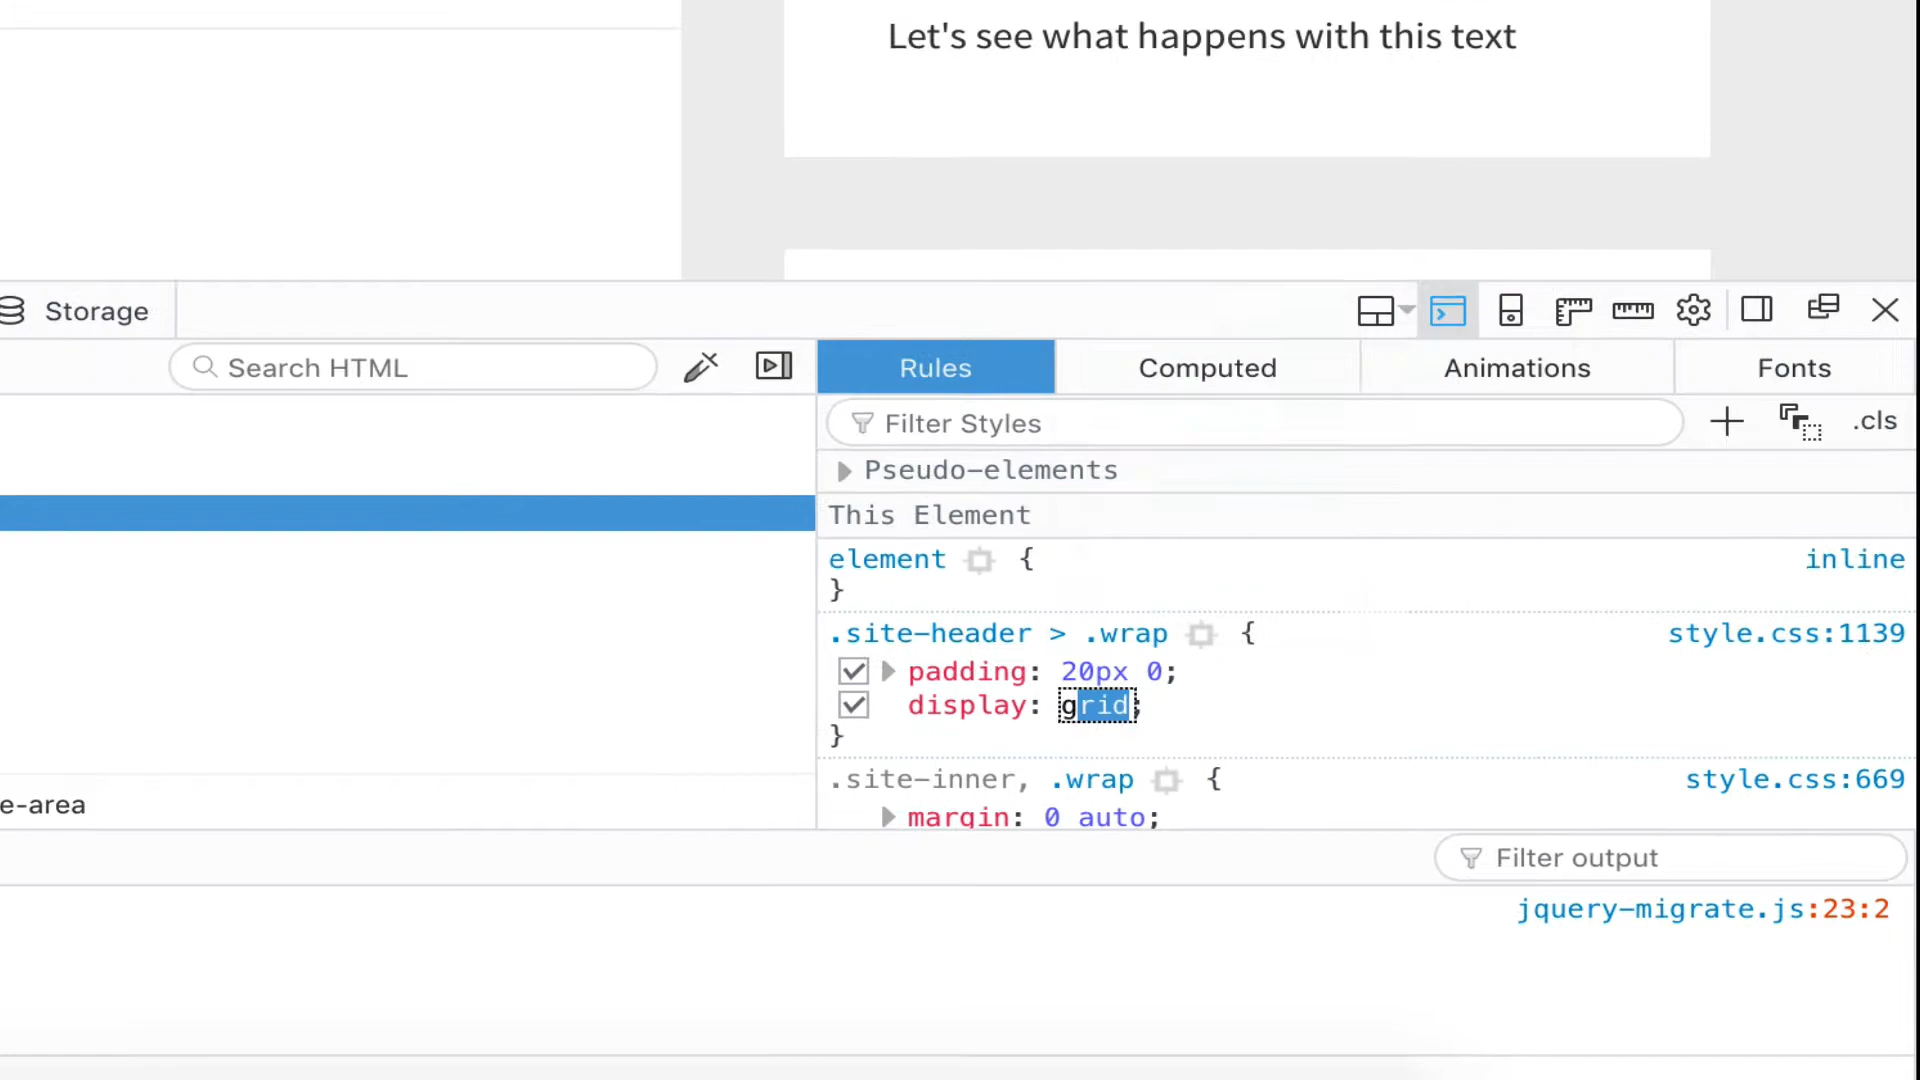 Let's see what happens with this text
Storage
Search HTML
Rules
Computed
Animations
Fonts
Filter Styles
.cls
Pseudo-elements
This Element
element {
inline
}
.site-header > .wrap {
style.css:1139
padding: 20px 0;
display: grid;
}
.site-inner, .wrap {
style.css:669
margin: 0 auto;
e-area
Filter output
jquery-migrate.js:23:2